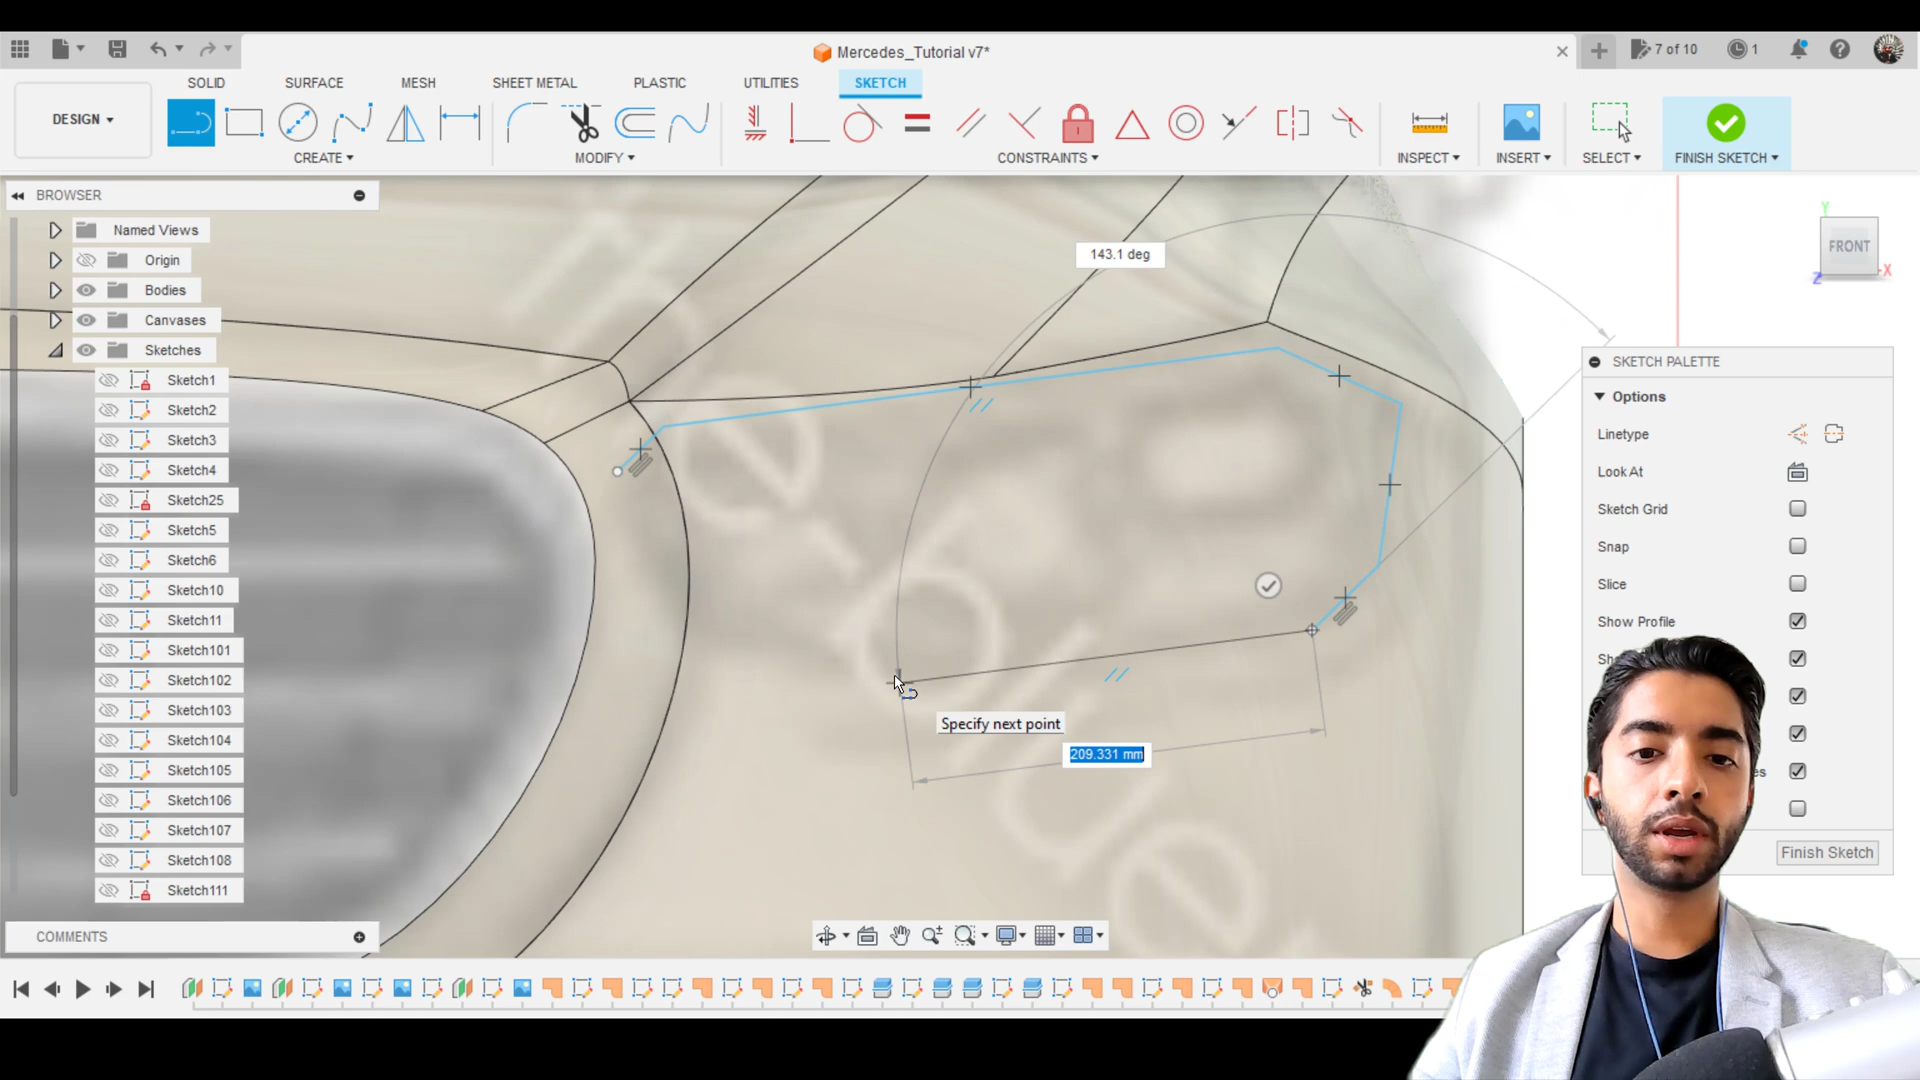 Mercedes_Tutorial v7*
7 of 10
1
SOLID
SURFACE
MESH
SHEET METAL
PLASTIC
UTILITIES
SKETCH
DESIGN
CREATE
MODIFY
CONSTRAINTS
INSPECT
INSERT
SELECT
FINISH SKETCH
BROWSER
Named Views
Origin
Bodies
Canvases
Sketches
Sketch1
Sketch2
Sketch3
Sketch4
Sketch25
Sketch5
Sketch6
Sketch10
Sketch11
Sketch101
Sketch102
Sketch103
Sketch104
Sketch105
Sketch106
Sketch107
Sketch108
Sketch111
COMMENTS
143.1 deg
Specify next point
209.331 mm
Y
FRONT
X
Z
SKETCH PALETTE
Options
Linetype
Look At
Sketch Grid
Snap
Slice
Show Profile
Finish Sketch